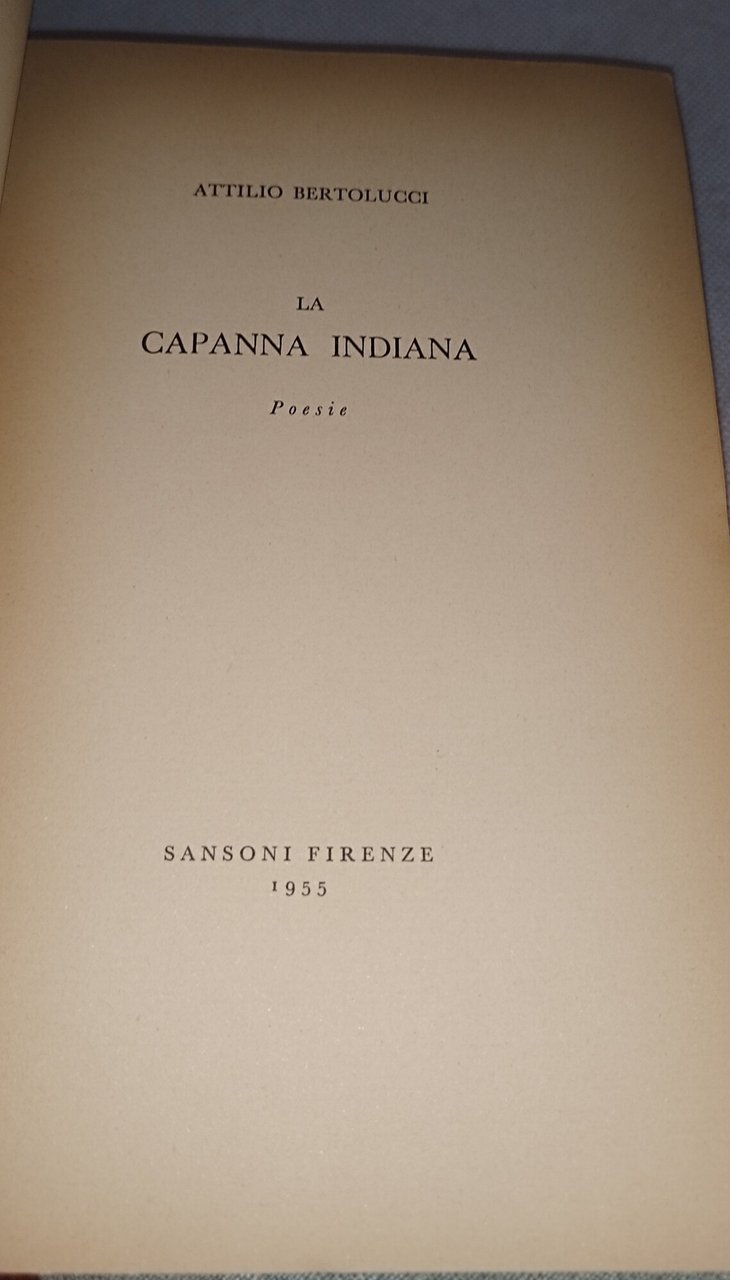 ATTILIO BERTOLUCCI
LA
CAPANNA INDIANA
Poesie
SANSONI FIRENZE
1955